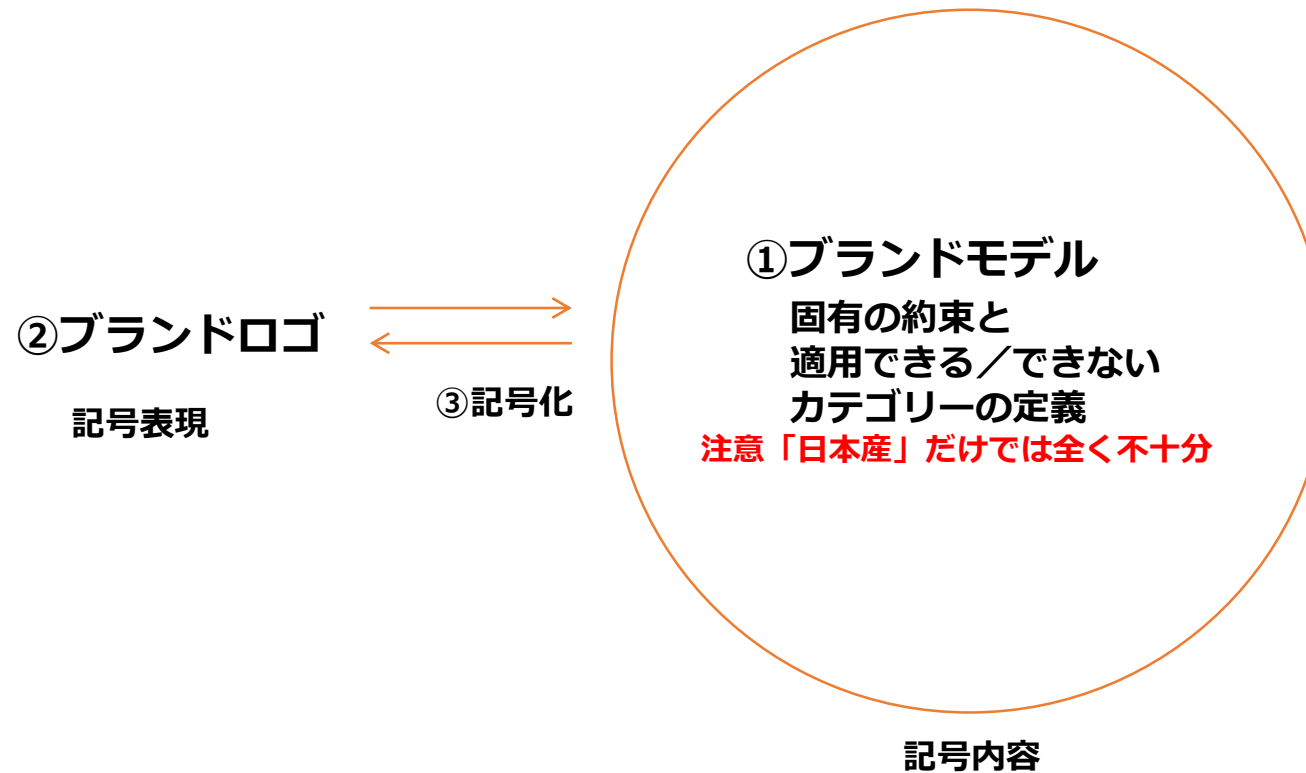 ①ブランドモデル
固有の約束と
適用できる／できない
カテゴリーの定義
注意「日本産」だけでは全く不十分
②ブランドロゴ
記号表現
③記号化
記号内容